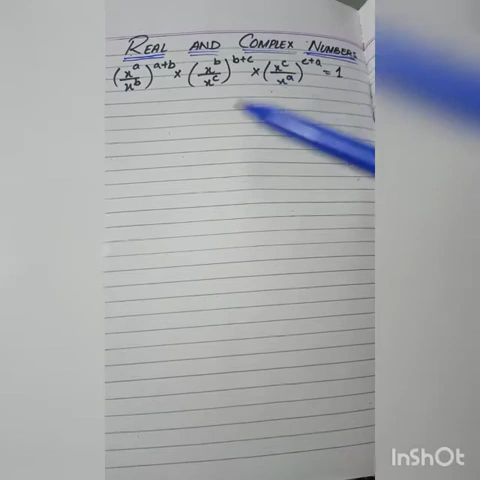 REAL AND COMPLEX NUMBERS
(x^a/x^b)^a+b × (x^b/x^c)^b+c × (x^c/x^a)^c+a = 1
InShOt